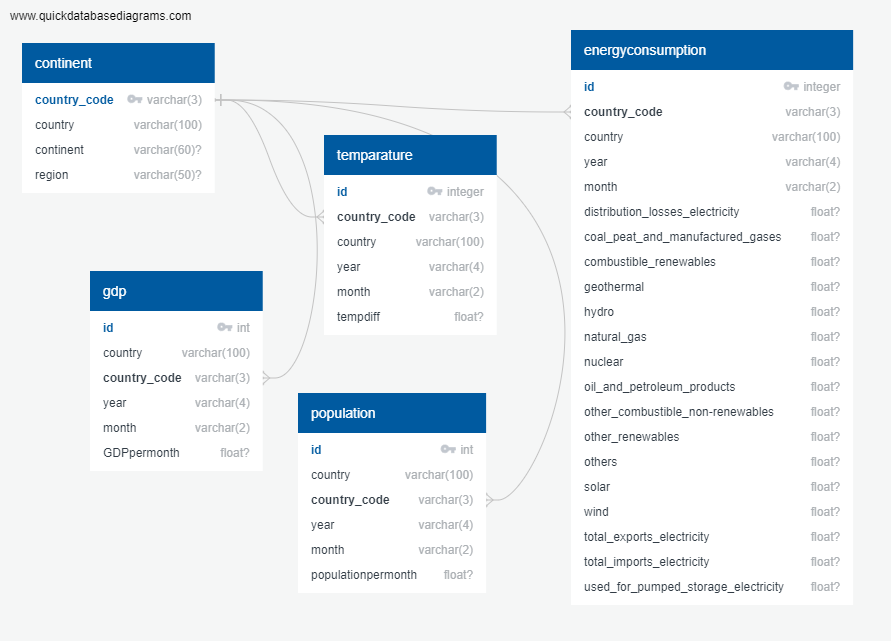 www.quickdatabasediagrams.com
continent
country_code varchar(3)
country varchar(100)
continent varchar(60)?
region varchar(50)?
temparature
id integer
country_code varchar(3)
country varchar(100)
year varchar(4)
month varchar(2)
tempdiff float?
gdp
id int
country varchar(100)
country_code varchar(3)
year varchar(4)
month varchar(2)
GDPpermonth float?
population
id int
country varchar(100)
country_code varchar(3)
year varchar(4)
month varchar(2)
populationpermonth float?
energyconsumption
id integer
country_code varchar(3)
country varchar(100)
year varchar(4)
month varchar(2)
distribution_losses_electricity float?
coal_peat_and_manufactured_gases float?
combustible_renewables float?
geothermal float?
hydro float?
natural_gas float?
nuclear float?
oil_and_petroleum_products float?
other_combustible_non-renewables float?
other_renewables float?
others float?
solar float?
wind float?
total_exports_electricity float?
total_imports_electricity float?
used_for_pumped_storage_electricity float?